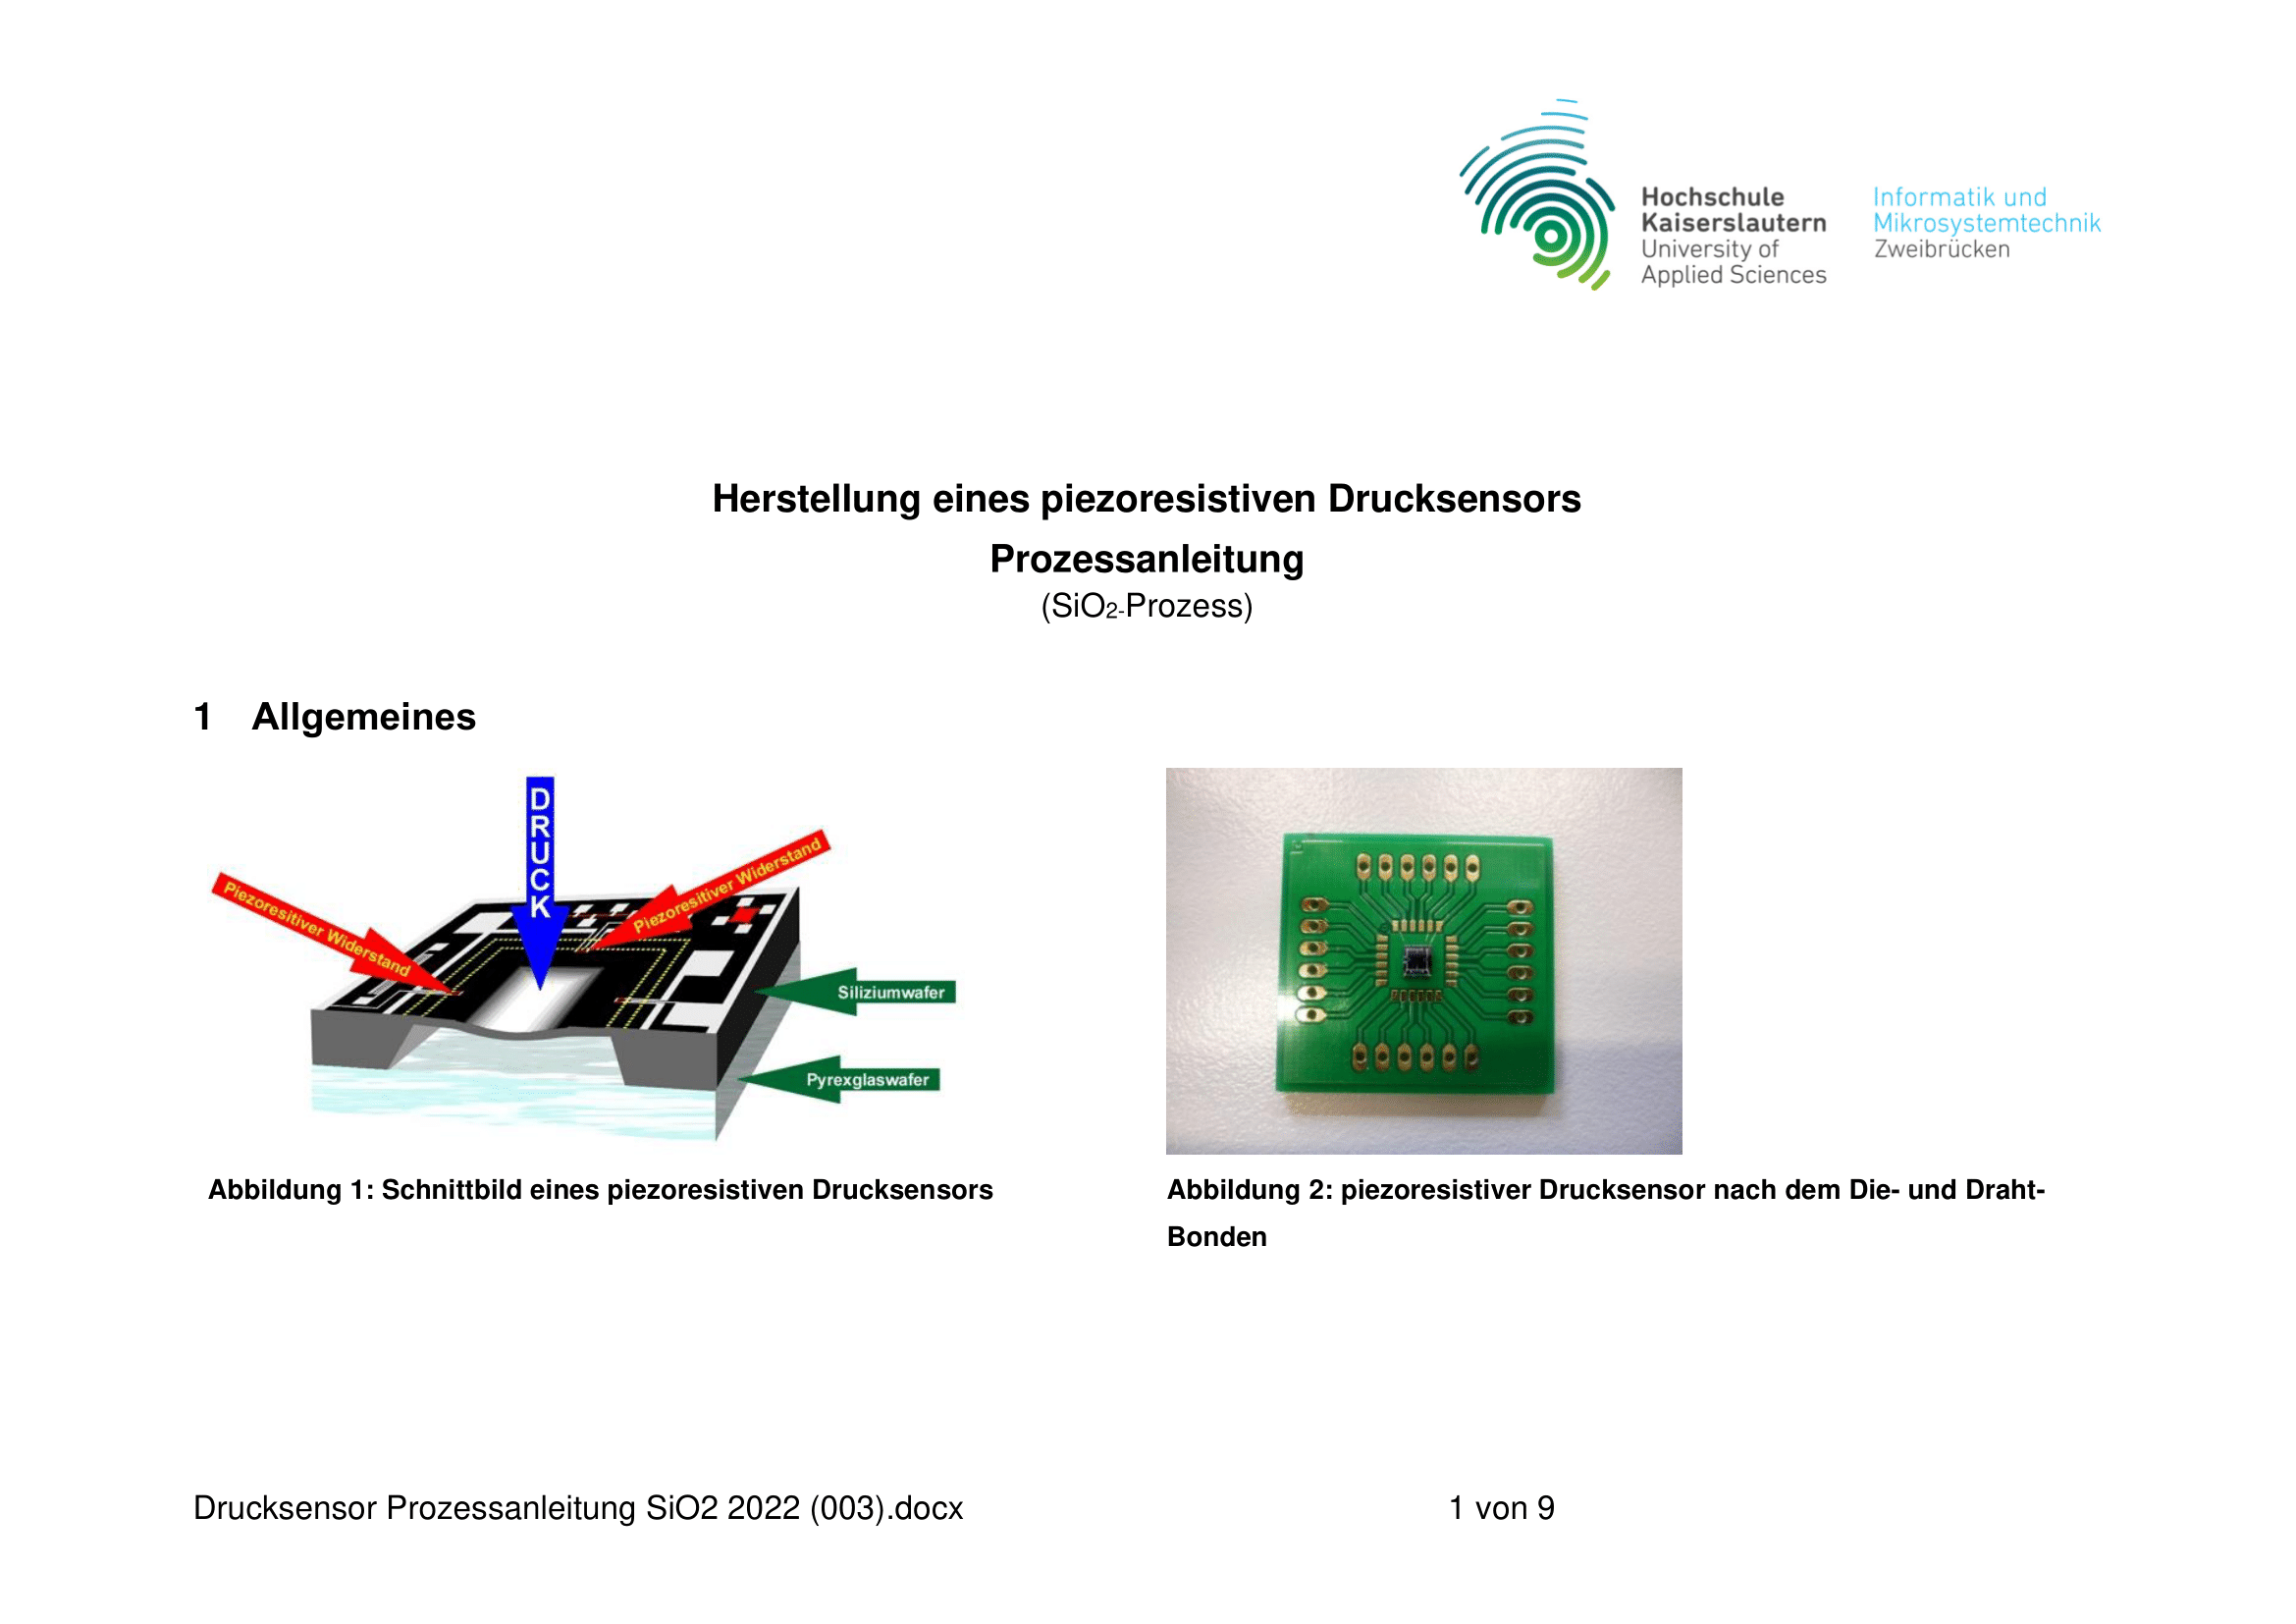 Hochschule
Kaiserslautern
University of
Applied Sciences
Informatik und
Mikrosystemtechnik
Zweibrücken
Herstellung eines piezoresistiven Drucksensors
Prozessanleitung
(SiO2-Prozess)
1 Allgemeines
DRUCK
Piezoresitiver Widerstand
Piezoresitiver Widerstand
Siliziumwafer
Pyrexglaswafer
Abbildung 1: Schnittbild eines piezoresistiven Drucksensors
Abbildung 2: piezoresistiver Drucksensor nach dem Die- und Draht-
Bonden
Drucksensor Prozessanleitung SiO2 2022 (003).docx
1 von 9